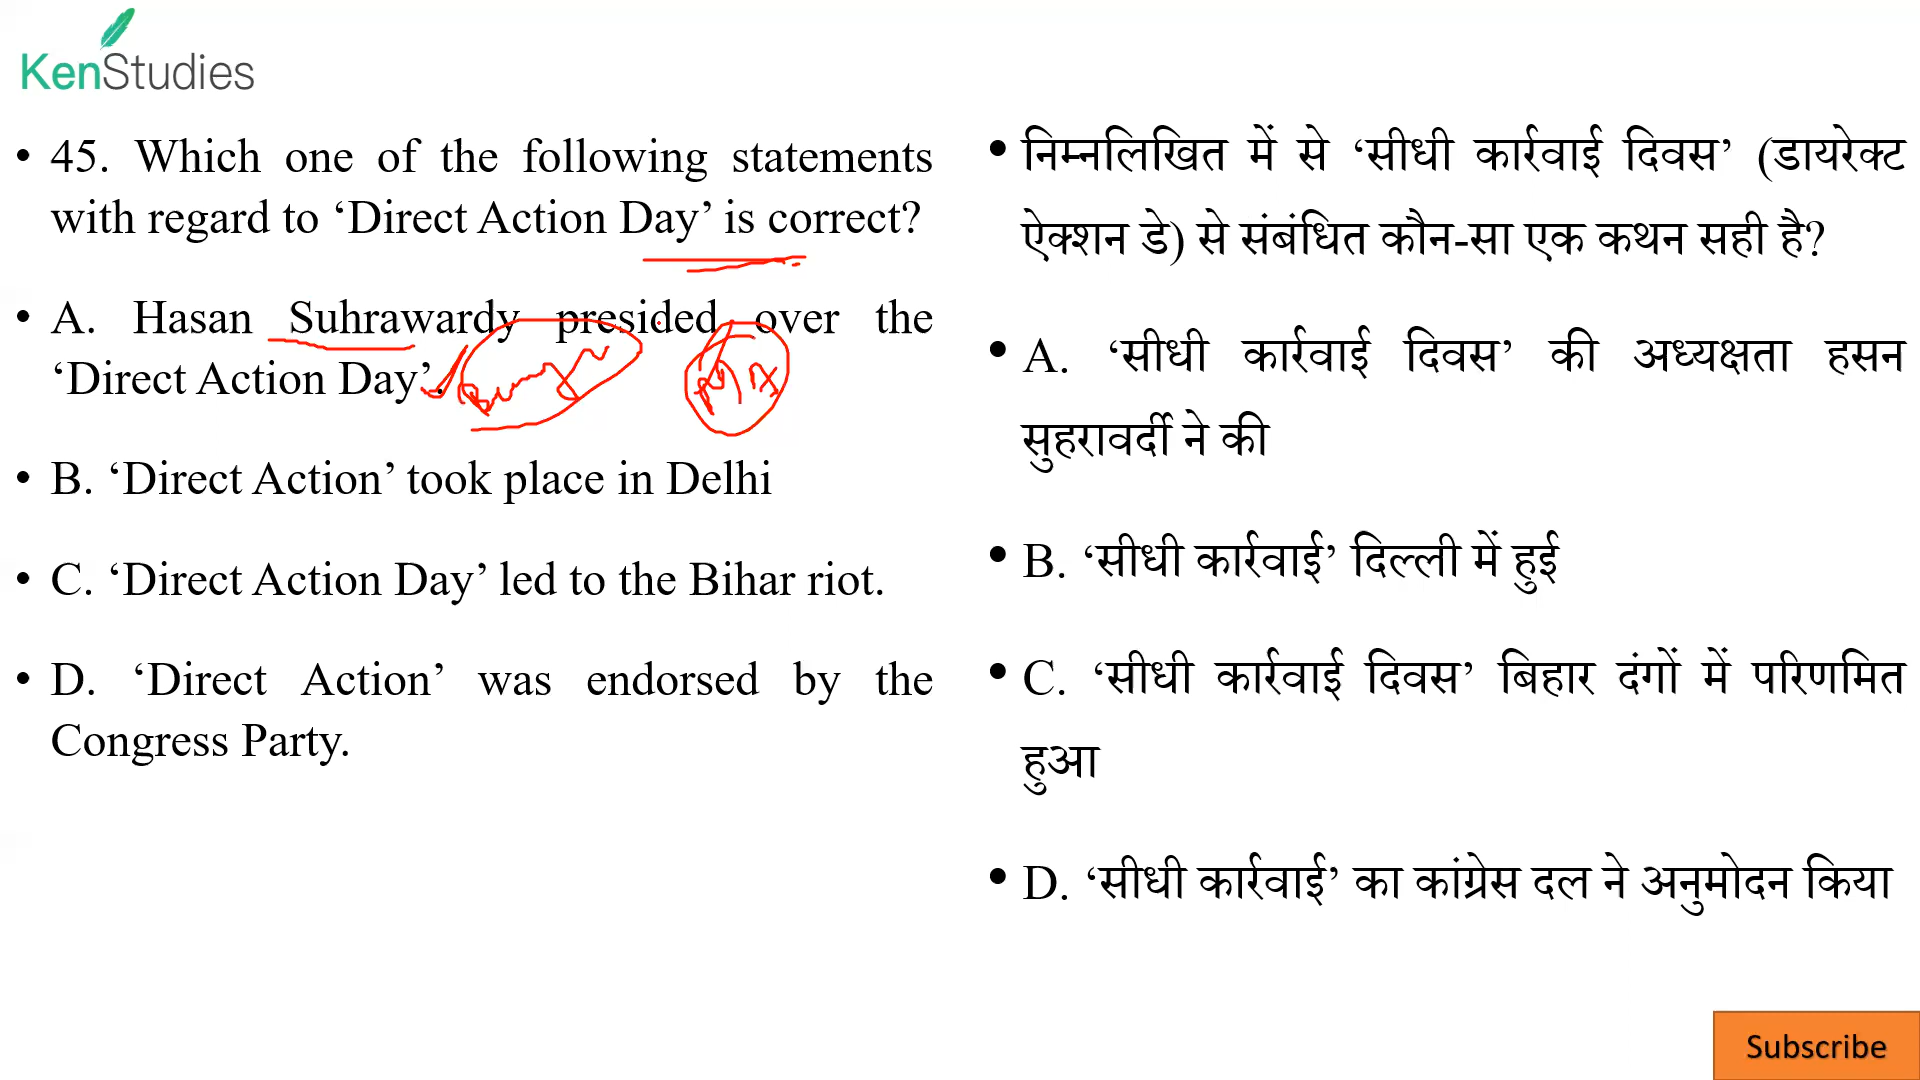 KenStudies
• 45. Which one of the following statements
with regard to ‘Direct Action Day’ is correct?
• A. Hasan Suhrawardy presided over the
‘Direct Action Day’.
• B. ‘Direct Action’ took place in Delhi
• C. ‘Direct Action Day’ led to the Bihar riot.
• D. ‘Direct Action’ was endorsed by the
Congress Party.
• निम्नलिखित में से ‘सीधी कार्रवाई दिवस’ (डायरेक्ट
ऐक्शन डे) से संबंधित कौन-सा एक कथन सही है?
• A. ‘सीधी कार्रवाई दिवस’ की अध्यक्षता हसन
सुहरावर्दी ने की
• B. ‘सीधी कार्रवाई’ दिल्ली में हुई
• C. ‘सीधी कार्रवाई दिवस’ बिहार दंगों में परिणमित
हुआ
• D. ‘सीधी कार्रवाई’ का कांग्रेस दल ने अनुमोदन किया
Subscribe